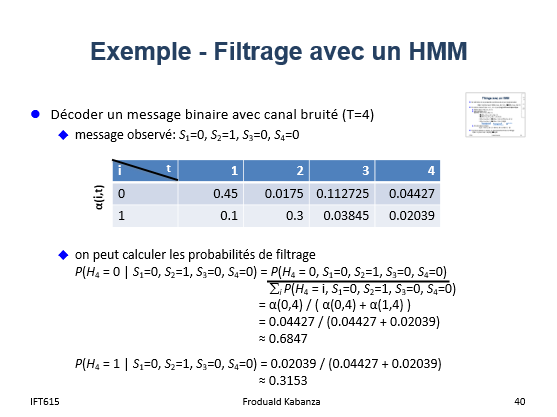 Exemple - Filtrage avec un HMM
Décoder un message binaire avec canal bruité (T=4)
message observé: S₁=0, S₂=1, S₃=0, S₄=0
α(i,t)
i t 1 2 3 4
0 0.45 0.0175 0.112725 0.04427
1 0.1 0.3 0.03845 0.02039
on peut calculer les probabilités de filtrage
P(H₄ = 0 | S₁=0, S₂=1, S₃=0, S₄=0) = P(H₄ = 0, S₁=0, S₂=1, S₃=0, S₄=0)
∑ᵢ P(H₄ = i, S₁=0, S₂=1, S₃=0, S₄=0)
= α(0,4) / ( α(0,4) + α(1,4) )
= 0.04427 / (0.04427 + 0.02039)
≈ 0.6847
P(H₄ = 1 | S₁=0, S₂=1, S₃=0, S₄=0) = 0.02039 / (0.04427 + 0.02039)
≈ 0.3153
IFT615 Froduald Kabanza 40